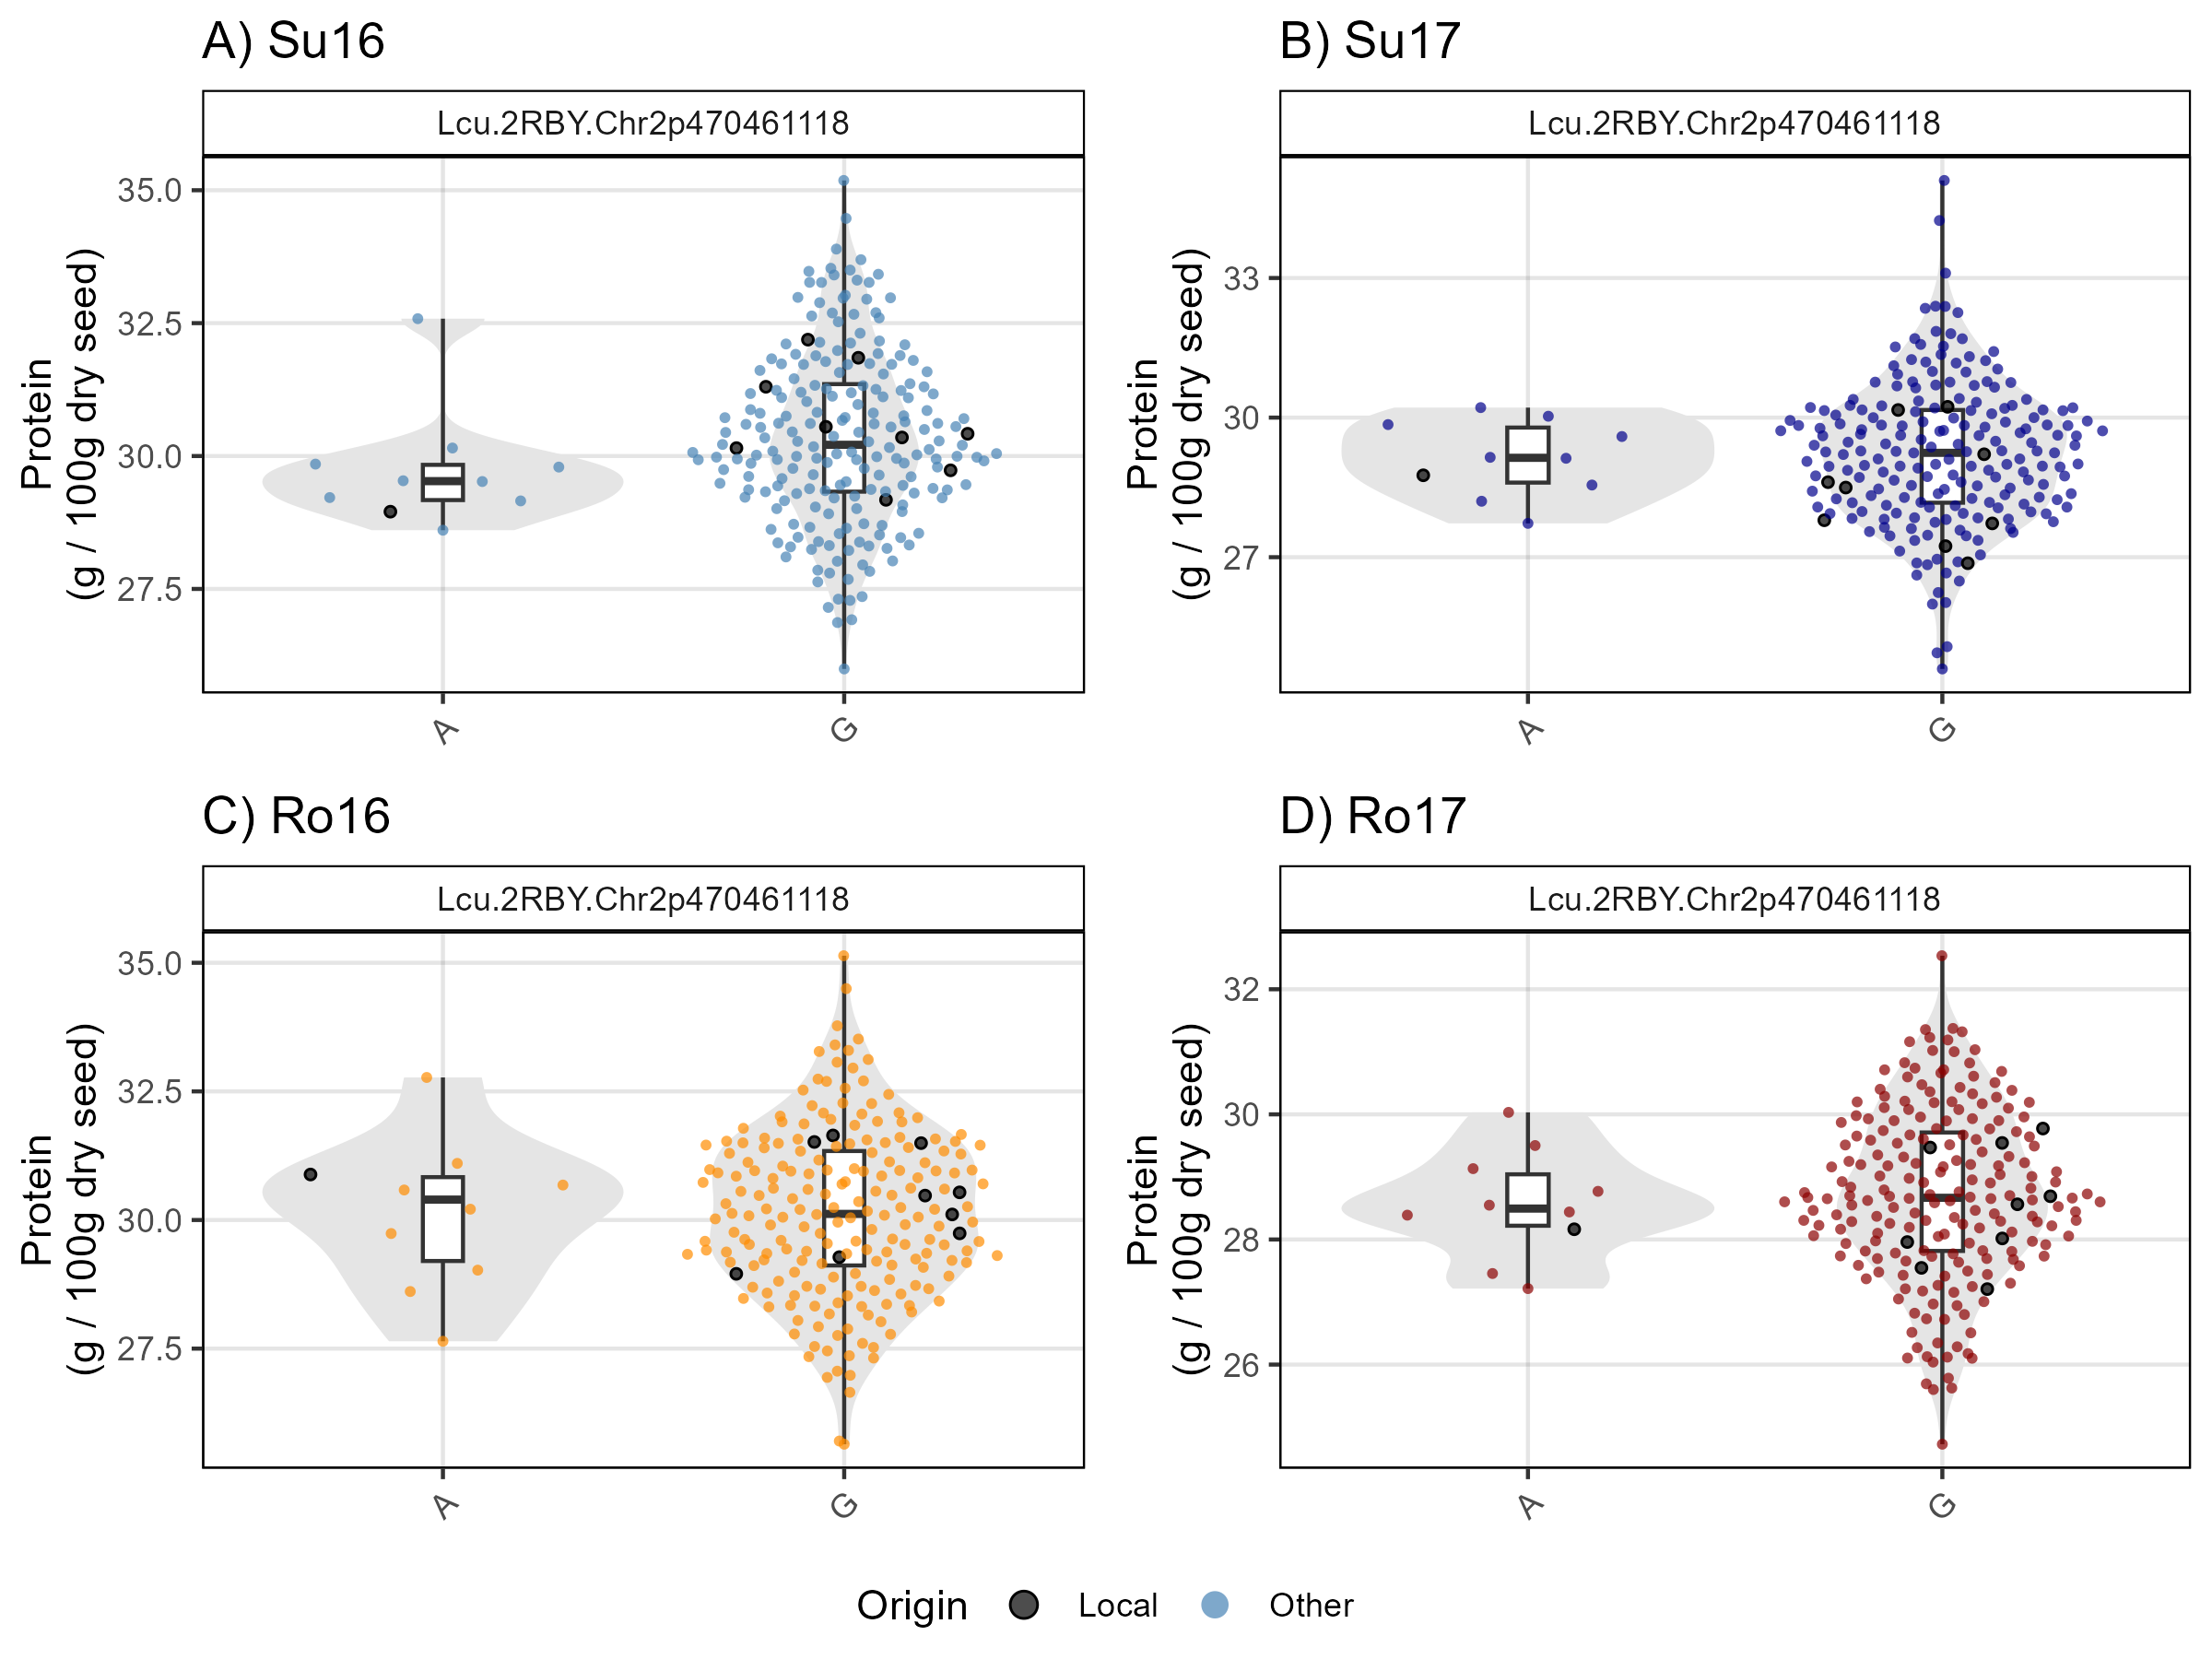 A) Su16
Lcu.2RBY.Chr2p470461118
Protein
(g / 100g dry seed)
35.0
32.5
30.0
27.5
A
G
B) Su17
Lcu.2RBY.Chr2p470461118
Protein
(g / 100g dry seed)
33
30
27
A
G
C) Ro16
Lcu.2RBY.Chr2p470461118
Protein
(g / 100g dry seed)
35.0
32.5
30.0
27.5
A
G
D) Ro17
Lcu.2RBY.Chr2p470461118
Protein
(g / 100g dry seed)
32
30
28
26
A
G
Origin Local Other